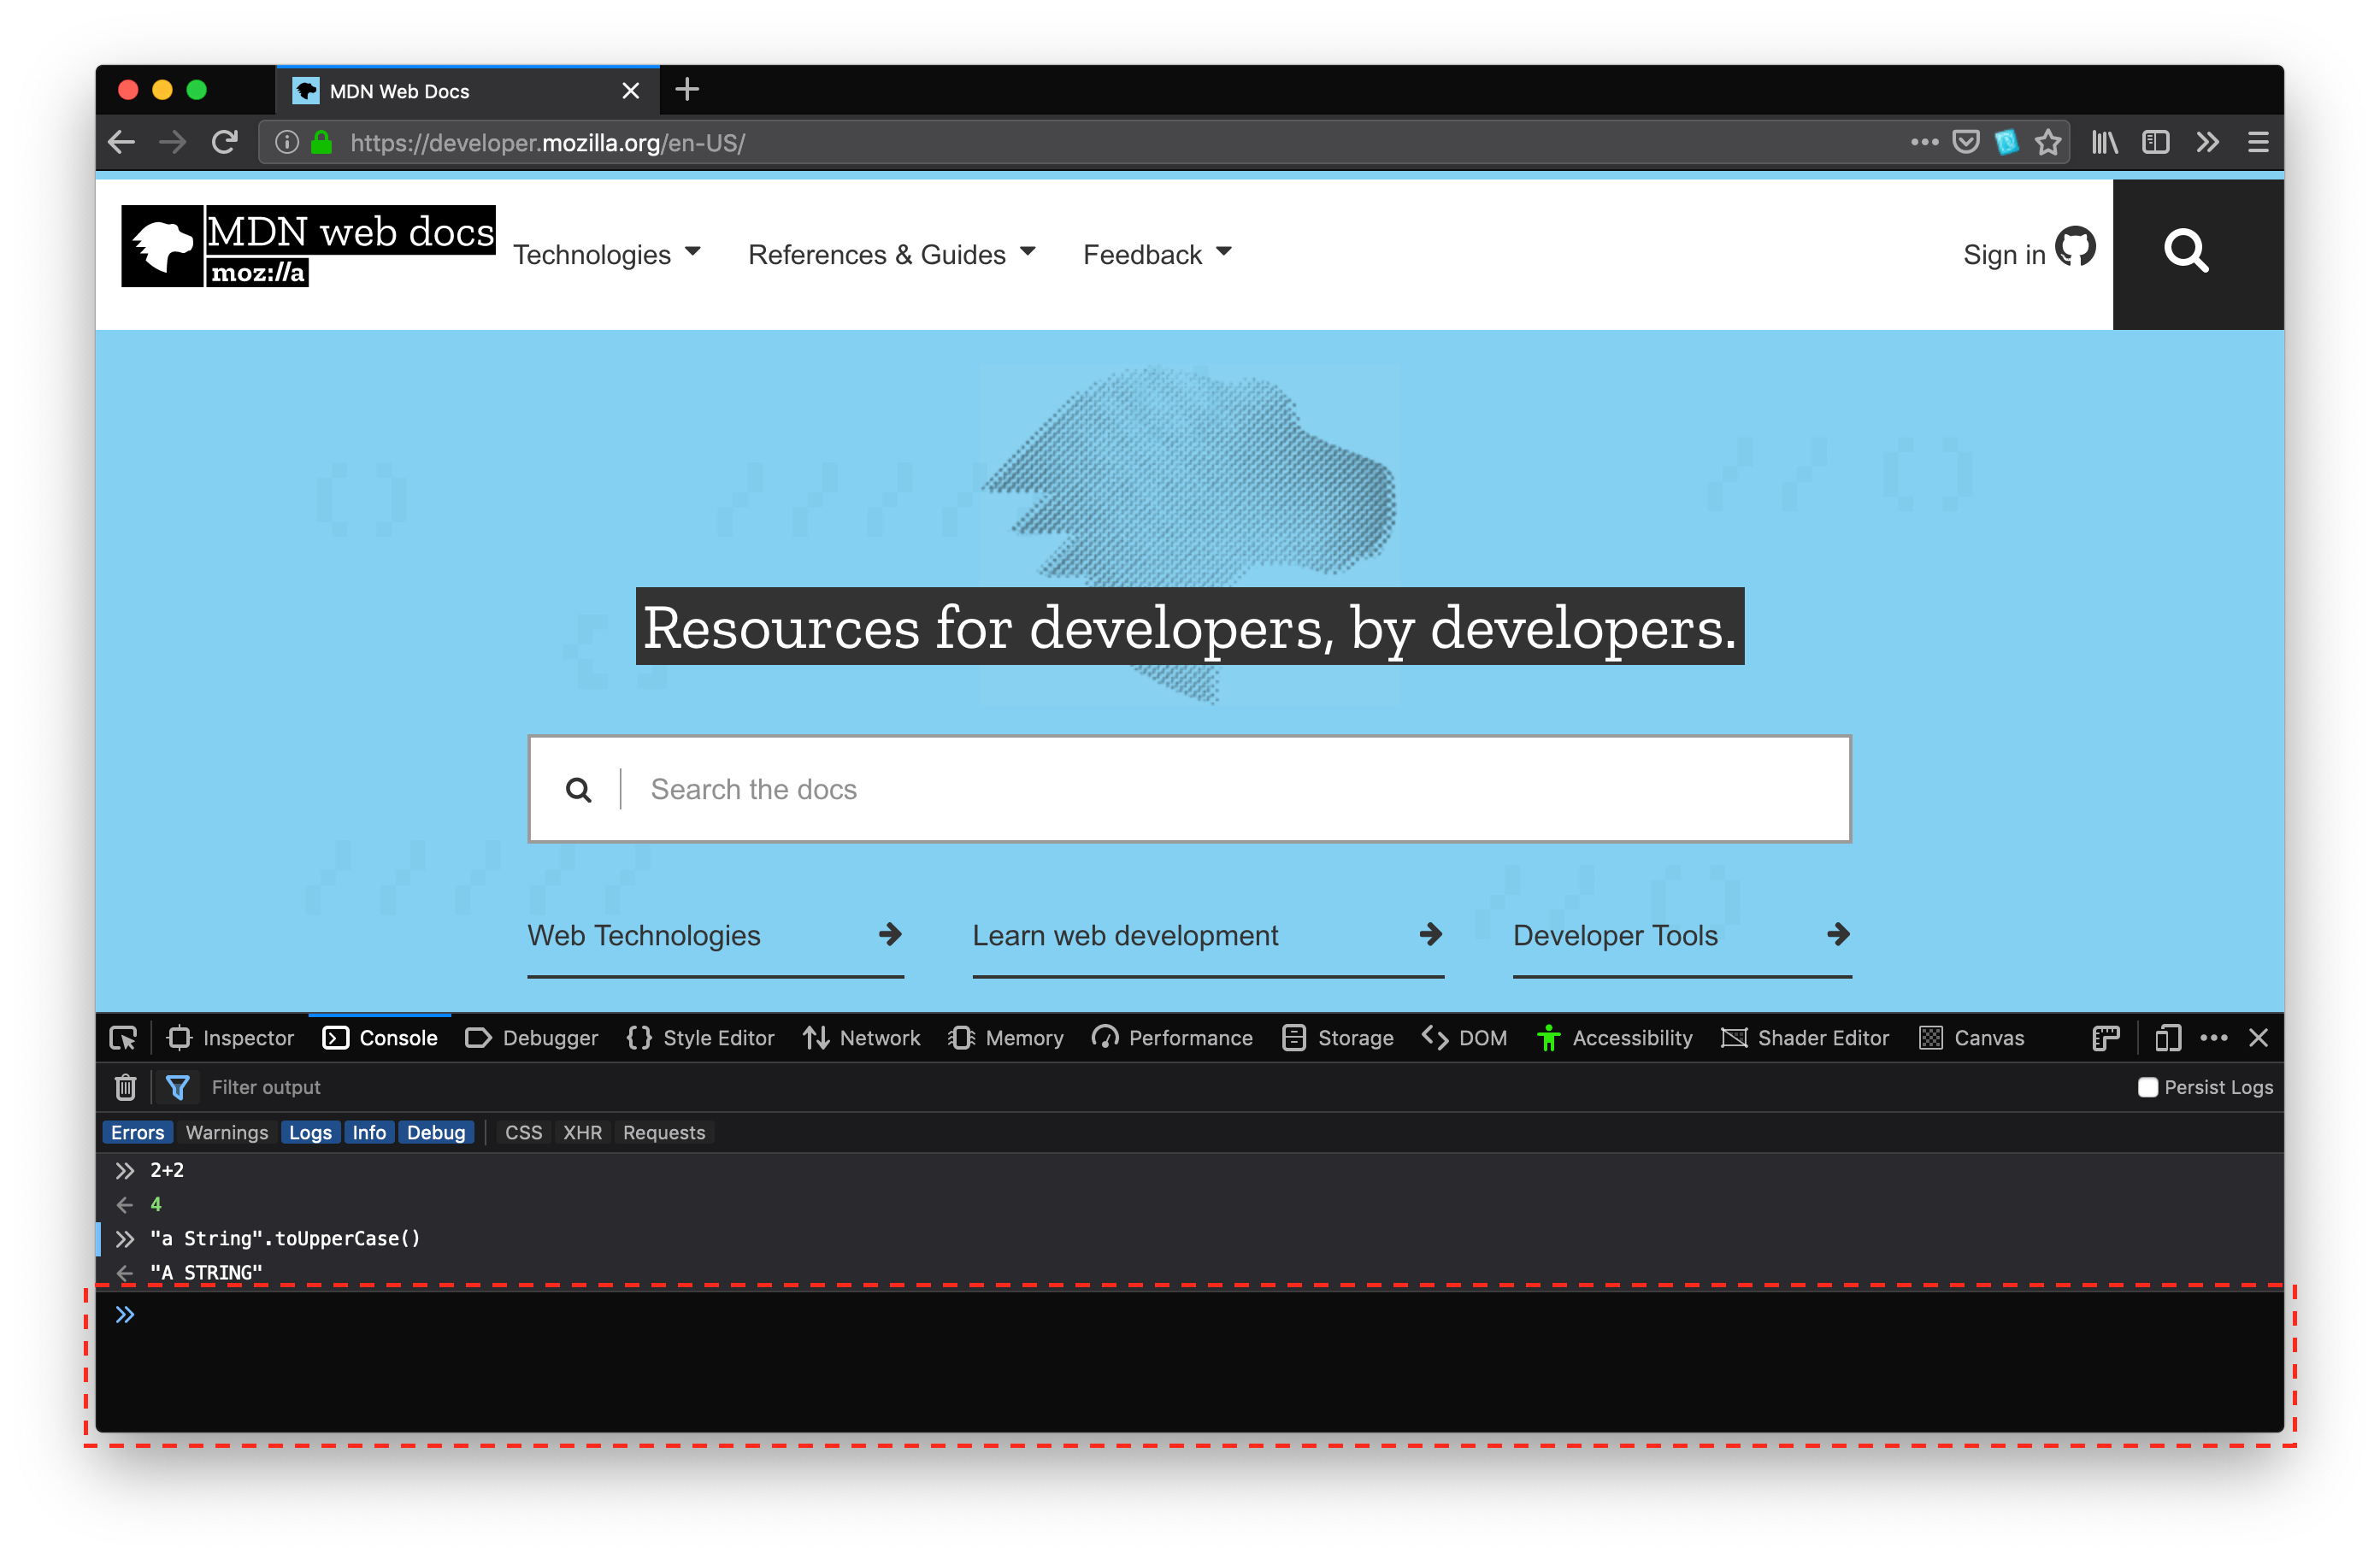 MDN Web Docs
https://developer.mozilla.org/en-US/
MDN web docs
moz://a
Technologies References & Guides Feedback Sign in
Resources for developers, by developers.
Search the docs
Web Technologies Learn web development Developer Tools
Inspector Console Debugger {} Style Editor Network Memory Performance Storage DOM Accessibility Shader Editor Canvas
Filter output Persist Logs
Errors Warnings Logs Info Debug CSS XHR Requests
» 2+2
← 4
» "a String".toUpperCase()
← "A STRING"
»